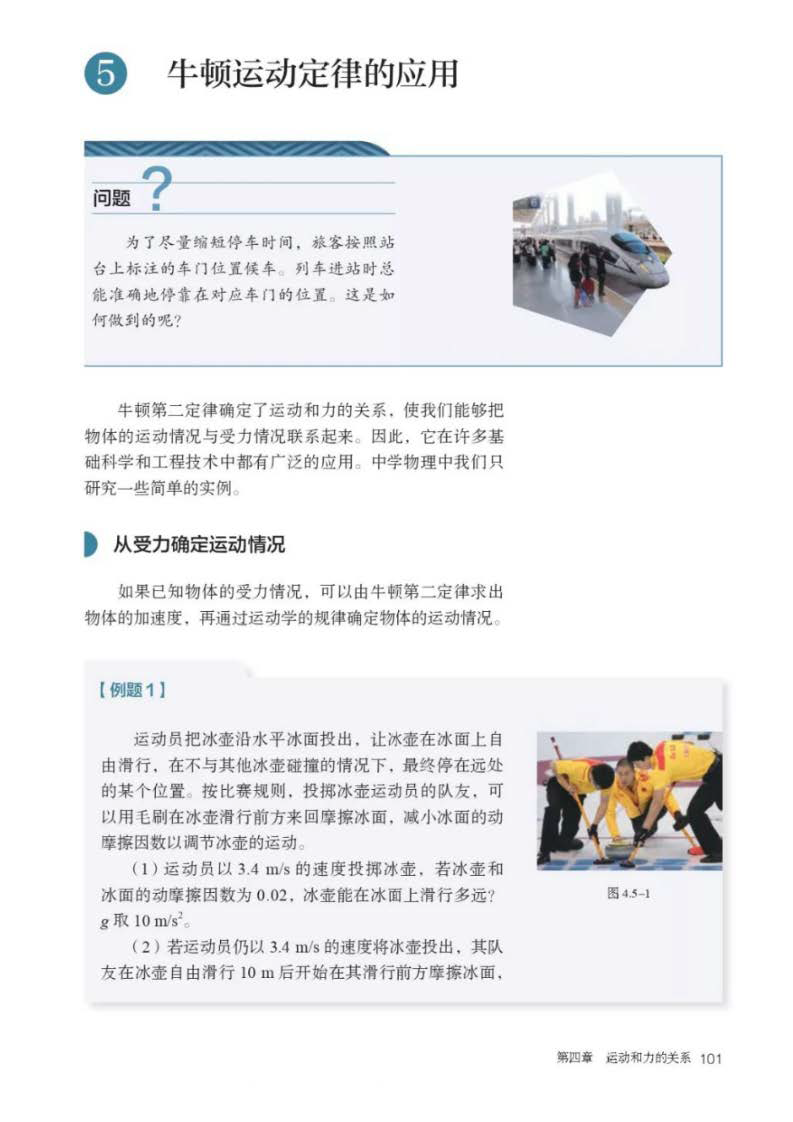 5 牛顿运动定律的应用
问题?
为了尽量缩短停车时间，旅客按照站
台上标注的车门位置候车。列车进站时总
能准确地停靠在对应车门的位置。这是如
何做到的呢?
6
牛顿第二定律确定了运动和力的关系，使我们能够把
物体的运动情况与受力情况联系起来。因此，它在许多基
础科学和工程技术中都有广泛的应用。中学物理中我们只
研究一些简单的实例。
从受力确定运动情况
如果已知物体的受力情况，可以由牛顿第二定律求出
物体的加速度，再通过运动学的规律确定物体的运动情况。
【例题1】
运动员把冰壶沿水平冰面投出，让冰壶在冰面上自
由滑行，在不与其他冰壶碰撞的情况下，最终停在远处
的某个位置。按比赛规则，投掷冰壶运动员的队友，可
以用毛刷在冰壶滑行前方来回摩擦冰面，减小冰面的动
摩擦因数以调节冰壶的运动。
（1）运动员以 3.4 m/s 的速度投掷冰壶，若冰壶和
冰面的动摩擦因数为 0.02，冰壶能在冰面上滑行多远?
g 取 10 m/s²。
（2）若运动员仍以 3.4 m/s 的速度将冰壶投出，其队
友在冰壶自由滑行 10 m 后开始在其滑行前方摩擦冰面，
图 4.5-1
第四章 运动和力的关系 101